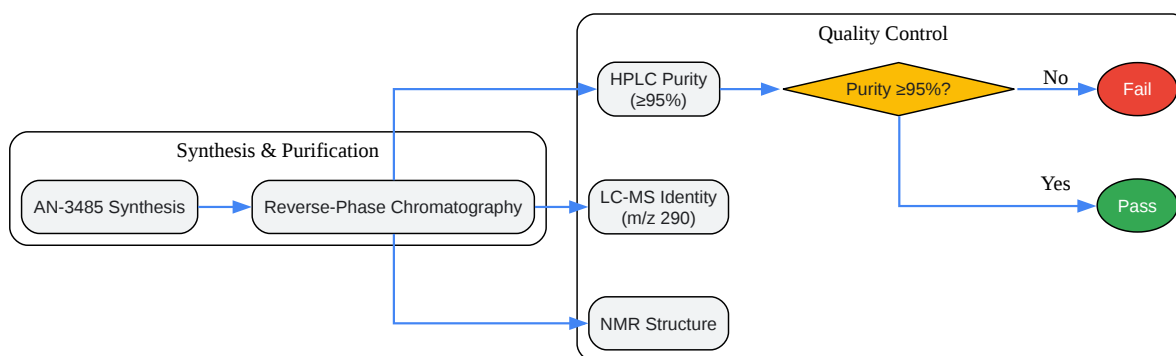 Quality Control
HPLC Purity
(≥95%)
Purity ≥95%?
No
Fail
Synthesis & Purification
AN-3485 Synthesis
Reverse-Phase Chromatography
LC-MS Identity
(m/z 290)
Yes
Pass
NMR Structure